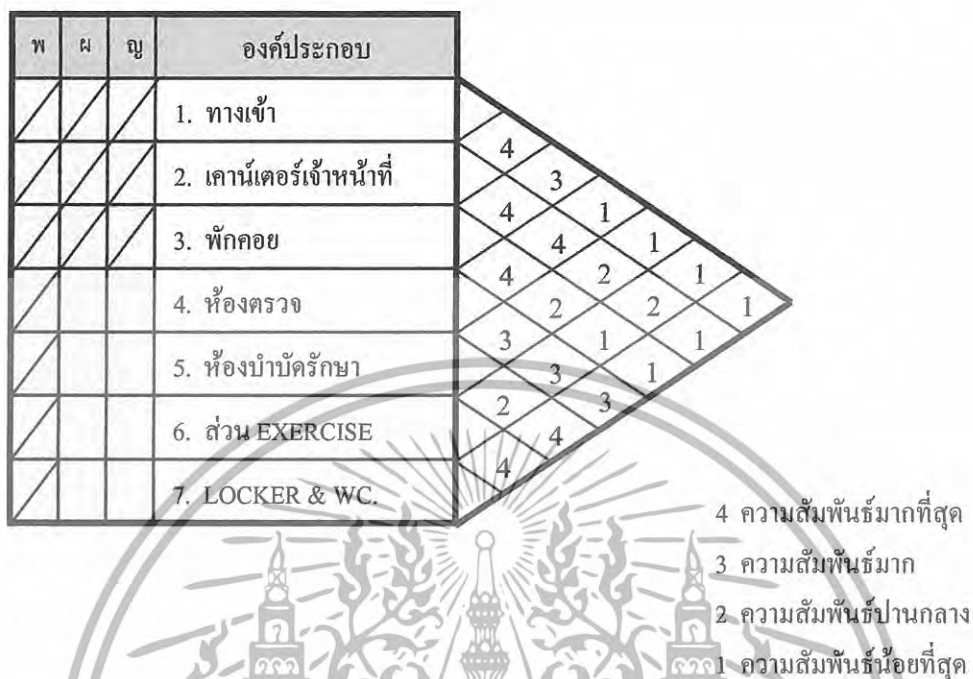 พ ผ ญ องค์ประกอบ
1. ทางเข้า
4
3
2. เคาน์เตอร์เจ้าหน้าที่
4 1
3. พักคอย
4 1
4 2 1
4. ห้องตรวจ
2 2 1
3 1 1
5. ห้องบำบัดรักษา
3 1
2 3
6. ส่วน EXERCISE
4
4
7. LOCKER & WC.
4 ความสัมพันธ์มากที่สุด
3 ความสัมพันธ์มาก
2 ความสัมพันธ์ปานกลาง
1 ความสัมพันธ์น้อยที่สุด